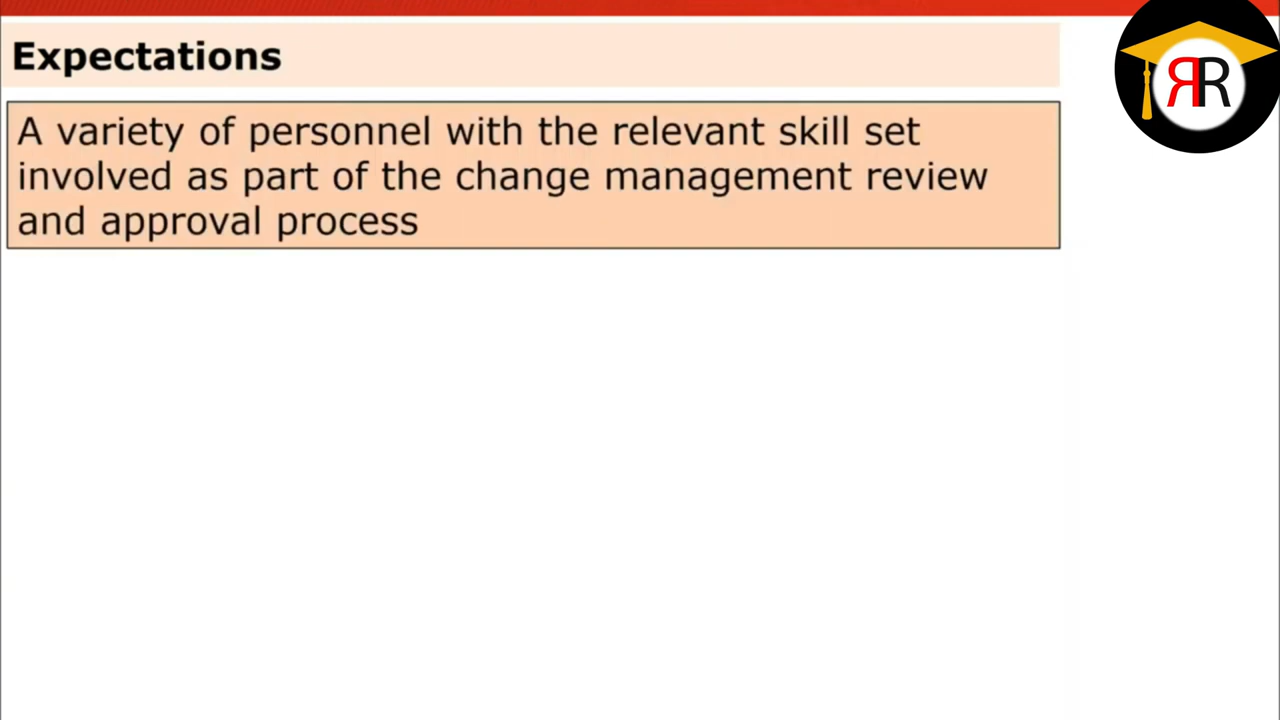 Expectations
A variety of personnel with the relevant skill set
involved as part of the change management review
and approval process
ЯR